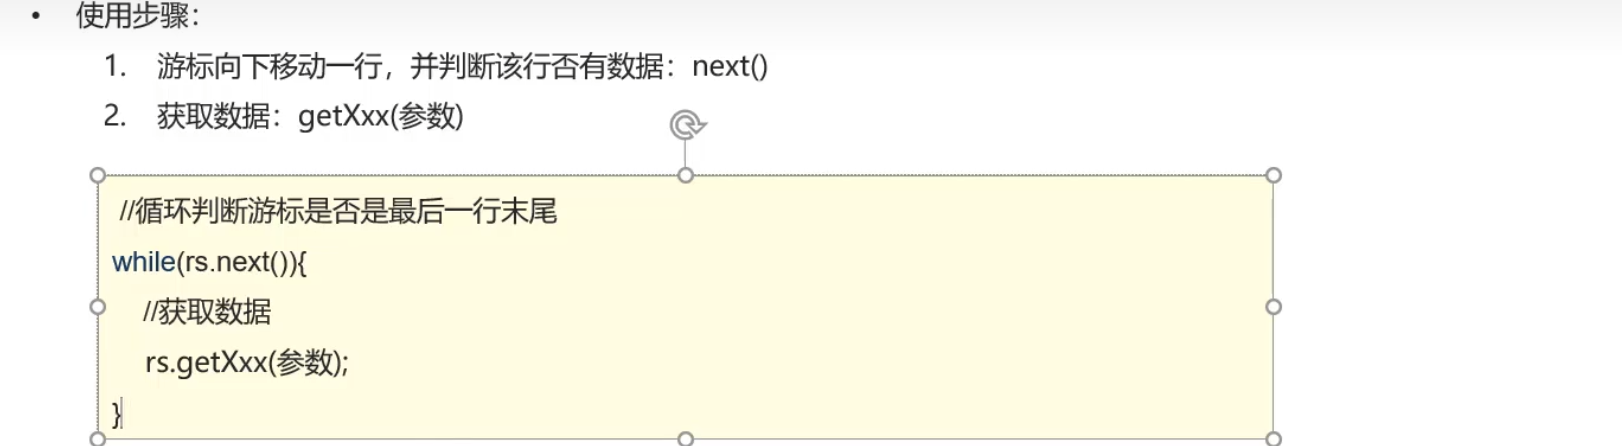 • 使用步骤：
1. 游标向下移动一行，并判断该行否有数据：next()
2. 获取数据：getXxx(参数)
//循环判断游标是否是最后一行末尾
while(rs.next()){
//获取数据
rs.getXxx(参数);
}